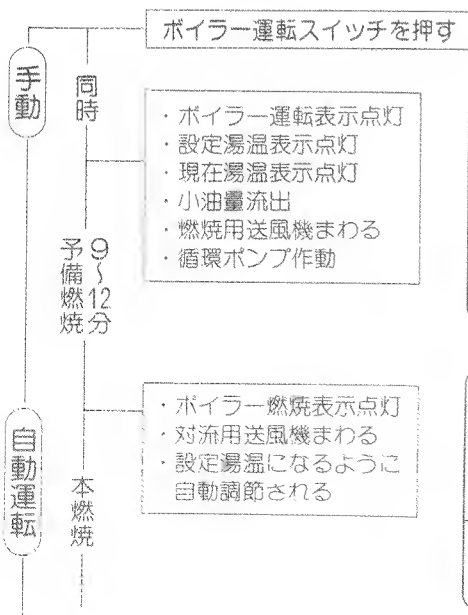 ボイラー運転スイッチを押す
手動
同時
・ボイラー運転表示点灯
・設定湯温表示点灯
・現在湯温表示点灯
・小油量流出
・燃焼用送風機まわる
・循環ポンプ作動
9〜12分
予備燃焼
・ボイラー燃焼表示点灯
・対流用送風機まわる
・設定湯温になるように
自動調節される
自動運転
本燃焼